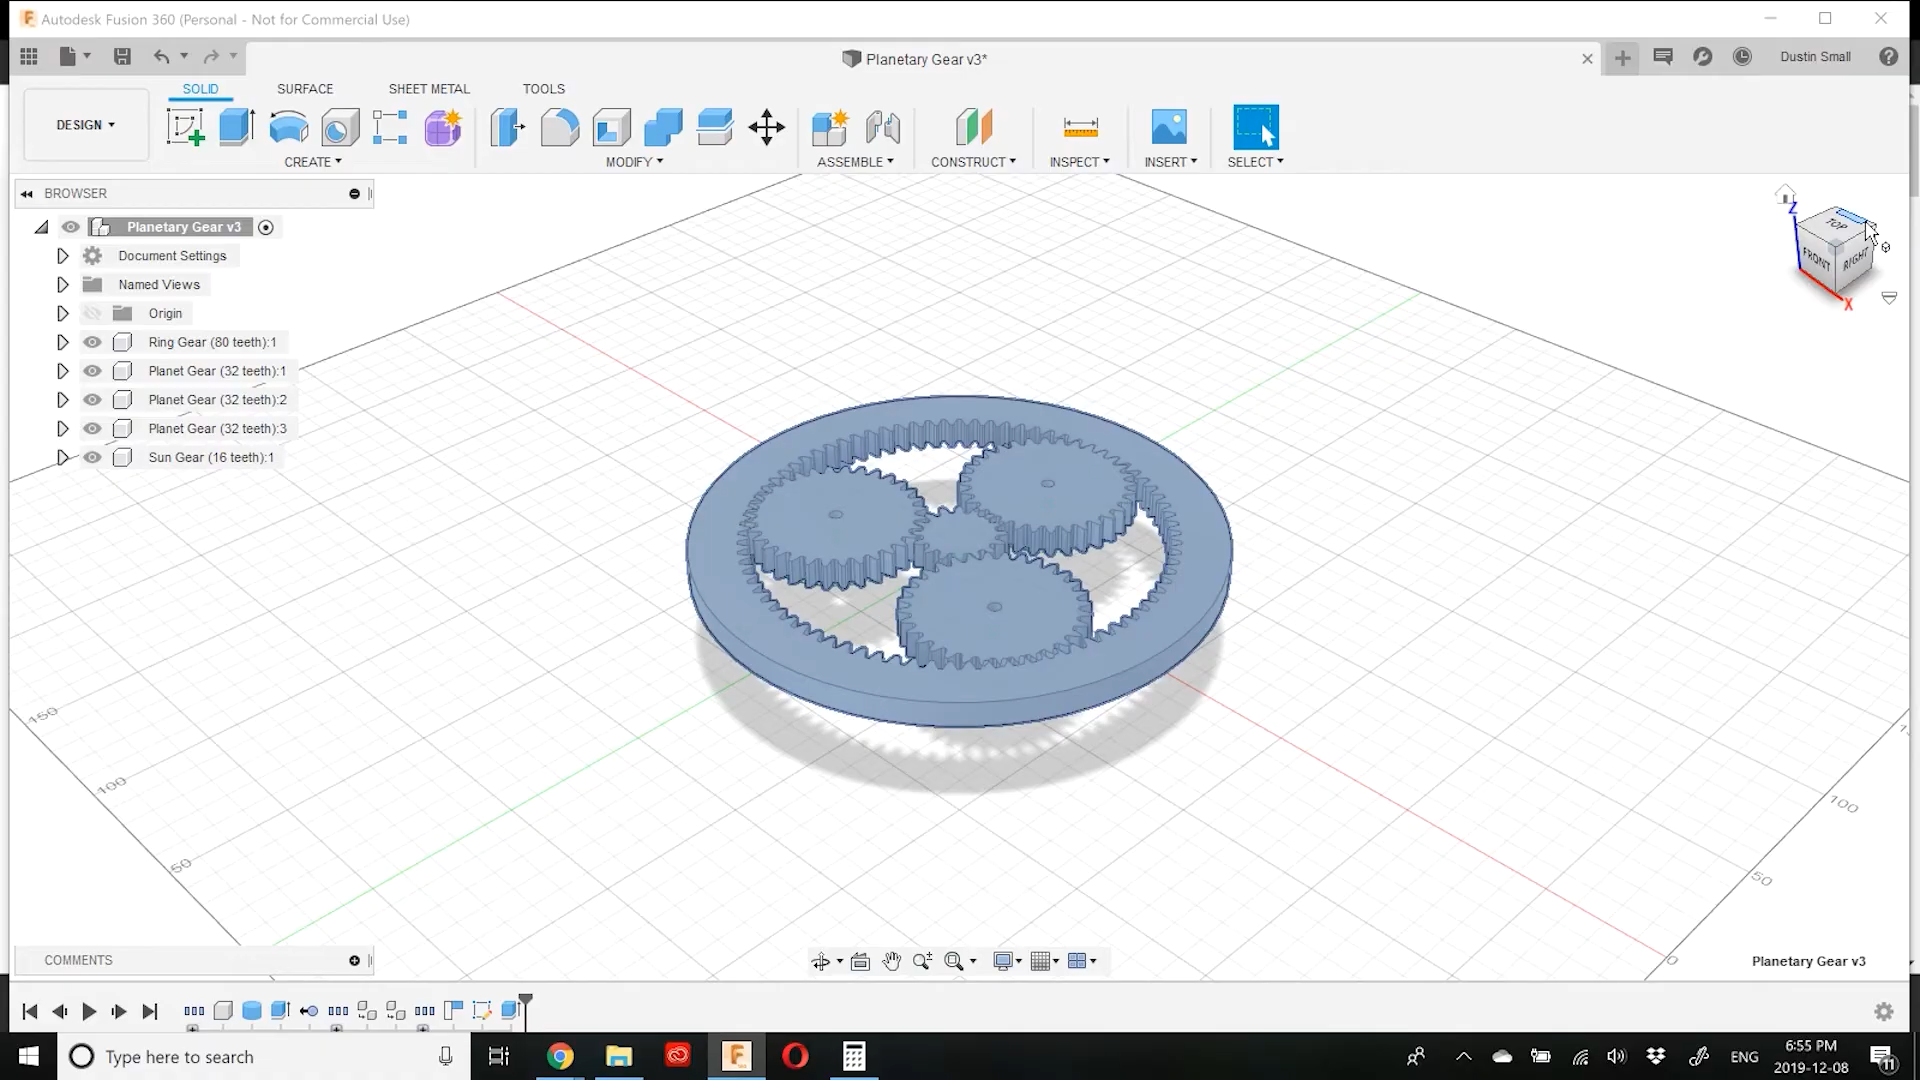 Autodesk Fusion 360 (Personal - Not for Commercial Use)
Planetary Gear v3*
Dustin Small
SOLID
SURFACE
SHEET METAL
TOOLS
DESIGN
CREATE
MODIFY
ASSEMBLE
CONSTRUCT
INSPECT
INSERT
SELECT
BROWSER
Planetary Gear v3
Document Settings
Named Views
Origin
Ring Gear (80 teeth):1
Planet Gear (32 teeth):1
Planet Gear (32 teeth):2
Planet Gear (32 teeth):3
Sun Gear (16 teeth):1
Z
TOP
FRONT
RIGHT
X
150
100
50
100
50
0
COMMENTS
Planetary Gear v3
Type here to search
ENG
6:55 PM
2019-12-08
11